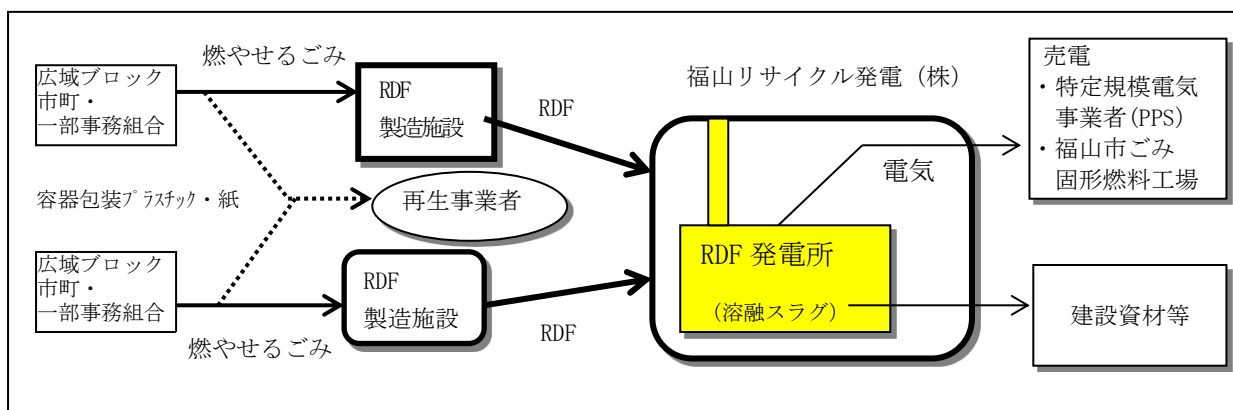 燃やせるごみ
広域ブロック
市町・
一部事務組合
RDF
製造施設
RDF
福山リサイクル発電（株）
売電
・特定規模電気
事業者(PPS)
・福山市ごみ
固形燃料工場
電気
容器包装ﾌﾟﾗｽﾁｯｸ・紙
再生事業者
広域ブロック
市町・
一部事務組合
RDF
製造施設
RDF 発電所
（溶融スラグ）
建設資材等
RDF
燃やせるごみ